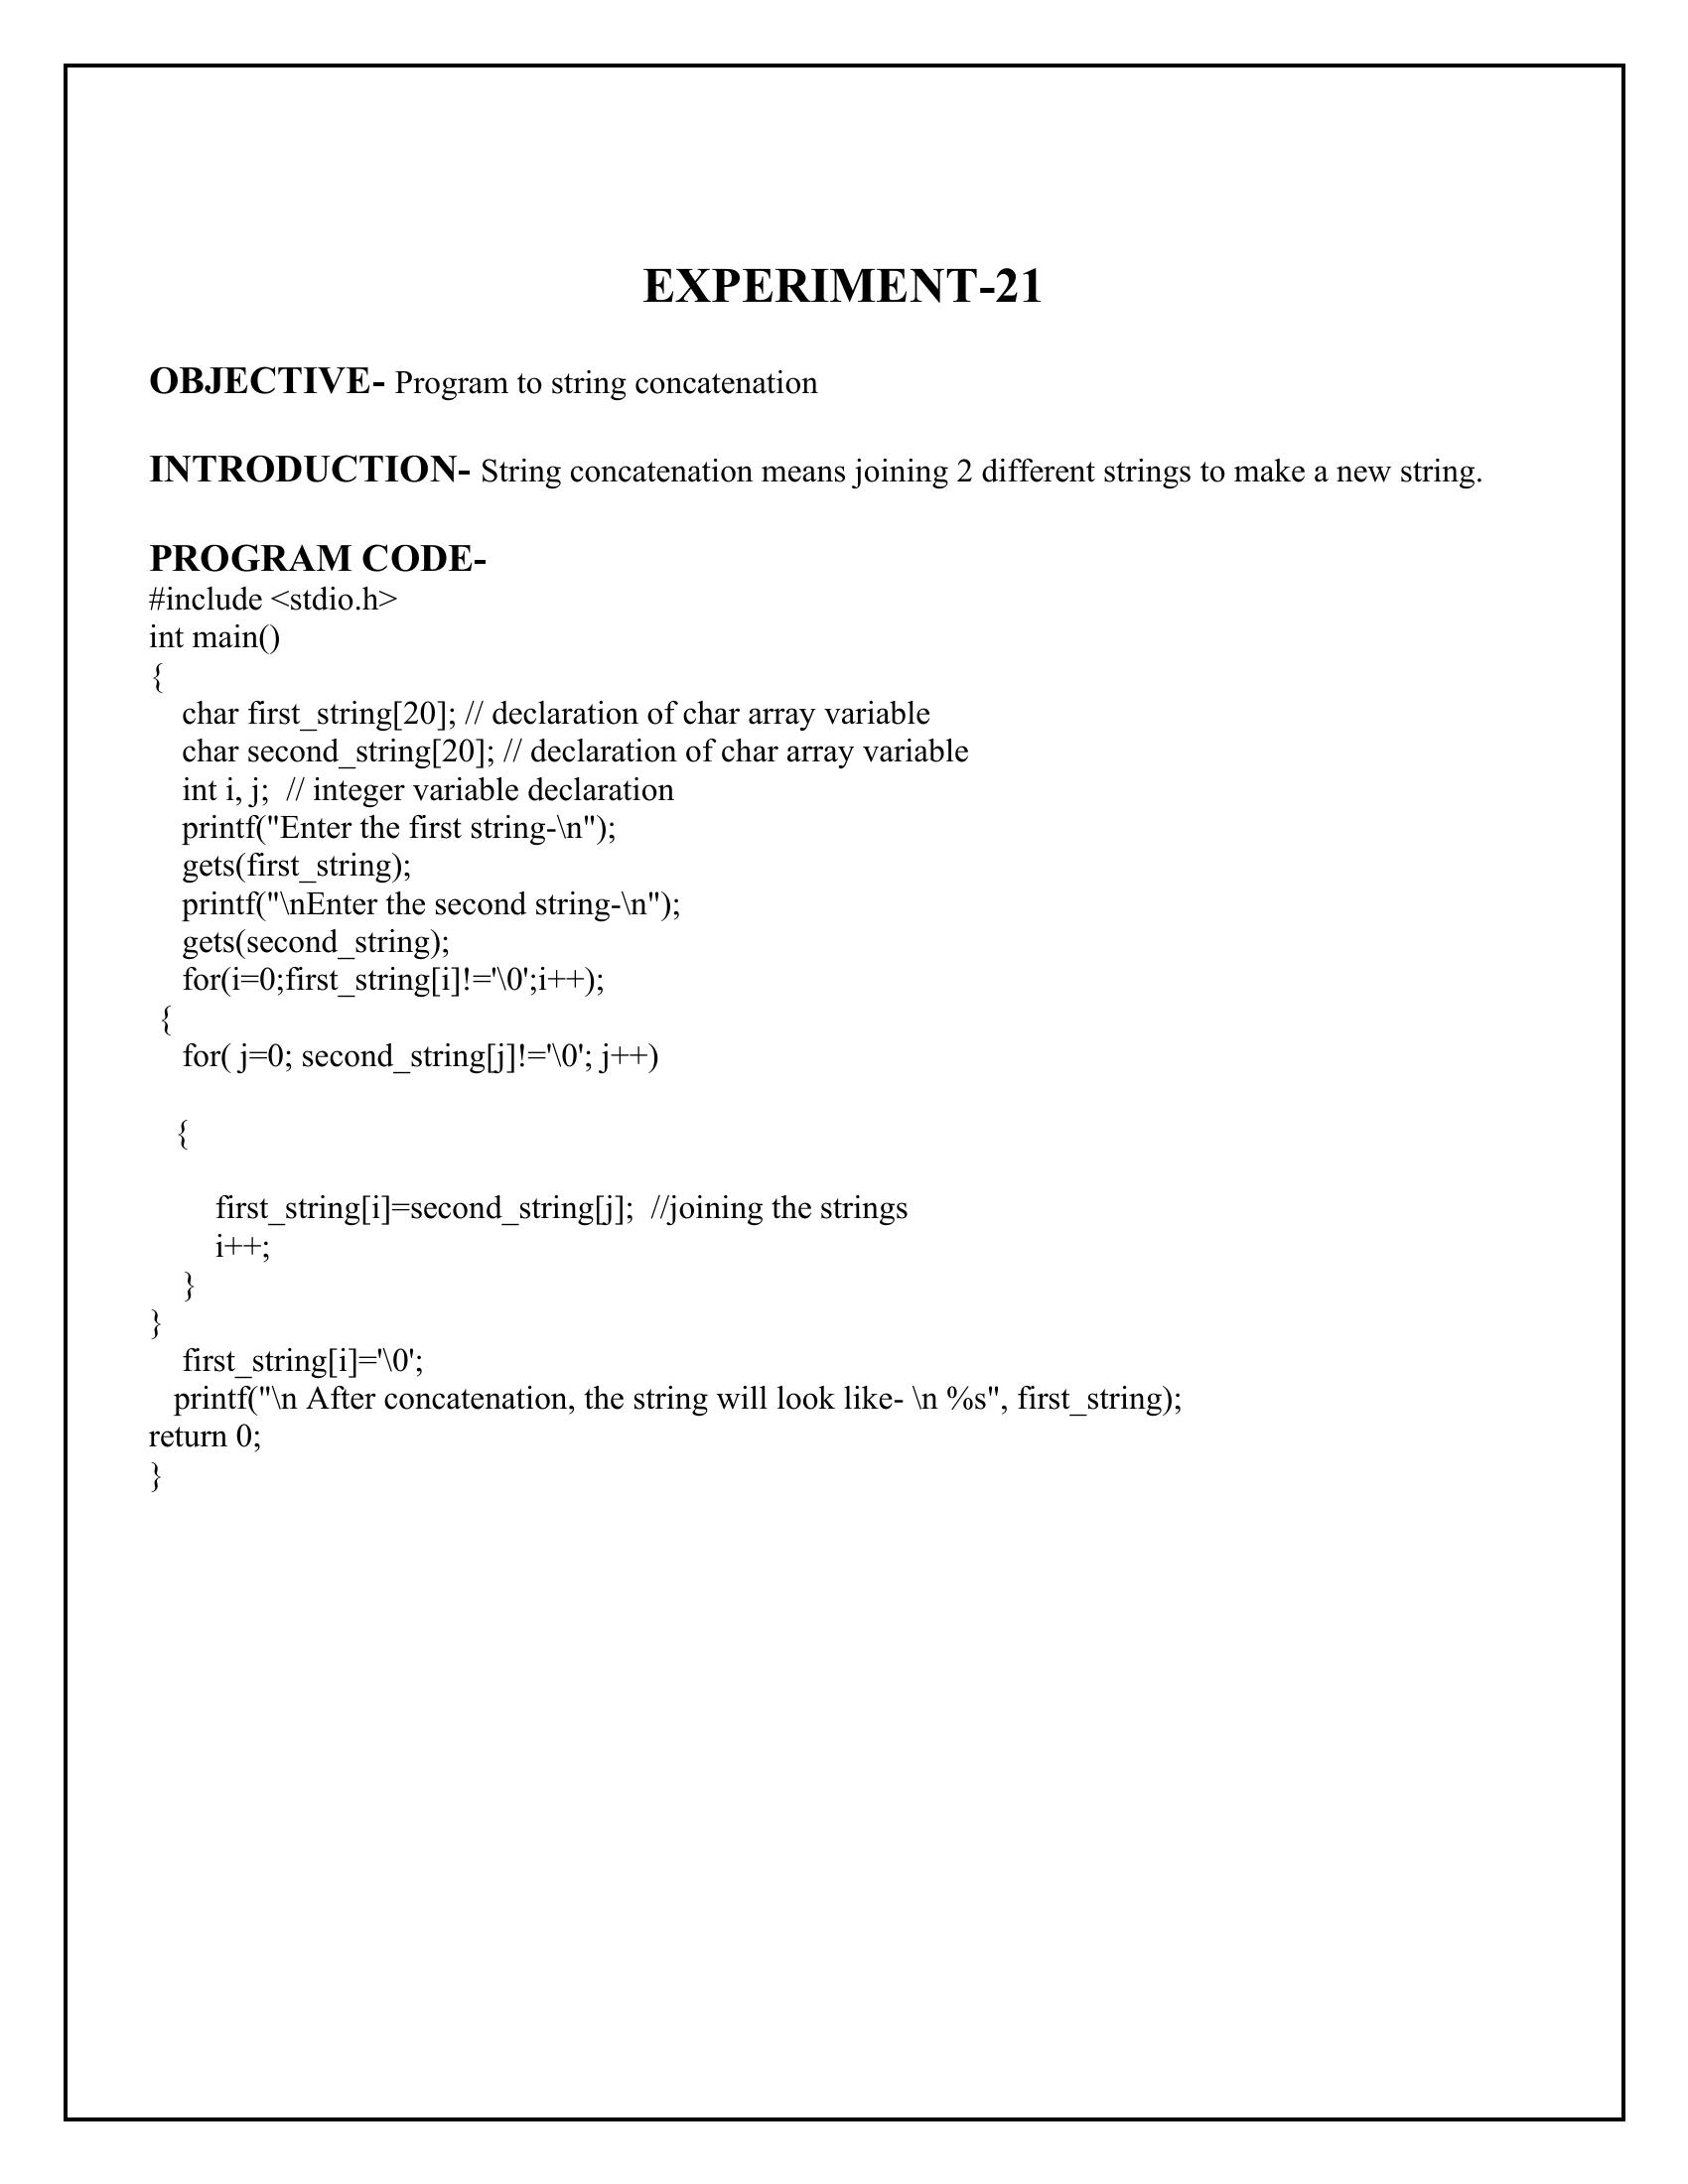 EXPERIMENT-21
OBJECTIVE- Program to string concatenation
INTRODUCTION- String concatenation means joining 2 different strings to make a new string.
PROGRAM CODE-
#include <stdio.h>
int main()
{
    char first_string[20]; // declaration of char array variable
    char second_string[20]; // declaration of char array variable
    int i, j;  // integer variable declaration
    printf("Enter the first string-\n");
    gets(first_string);
    printf("\nEnter the second string-\n");
    gets(second_string);
    for(i=0;first_string[i]!='\0';i++);
 {
    for( j=0; second_string[j]!='\0'; j++)
    {
        first_string[i]=second_string[j];  //joining the strings
        i++;
    }
}
    first_string[i]='\0';
   printf("\n After concatenation, the string will look like- \n %s", first_string);
return 0;
}